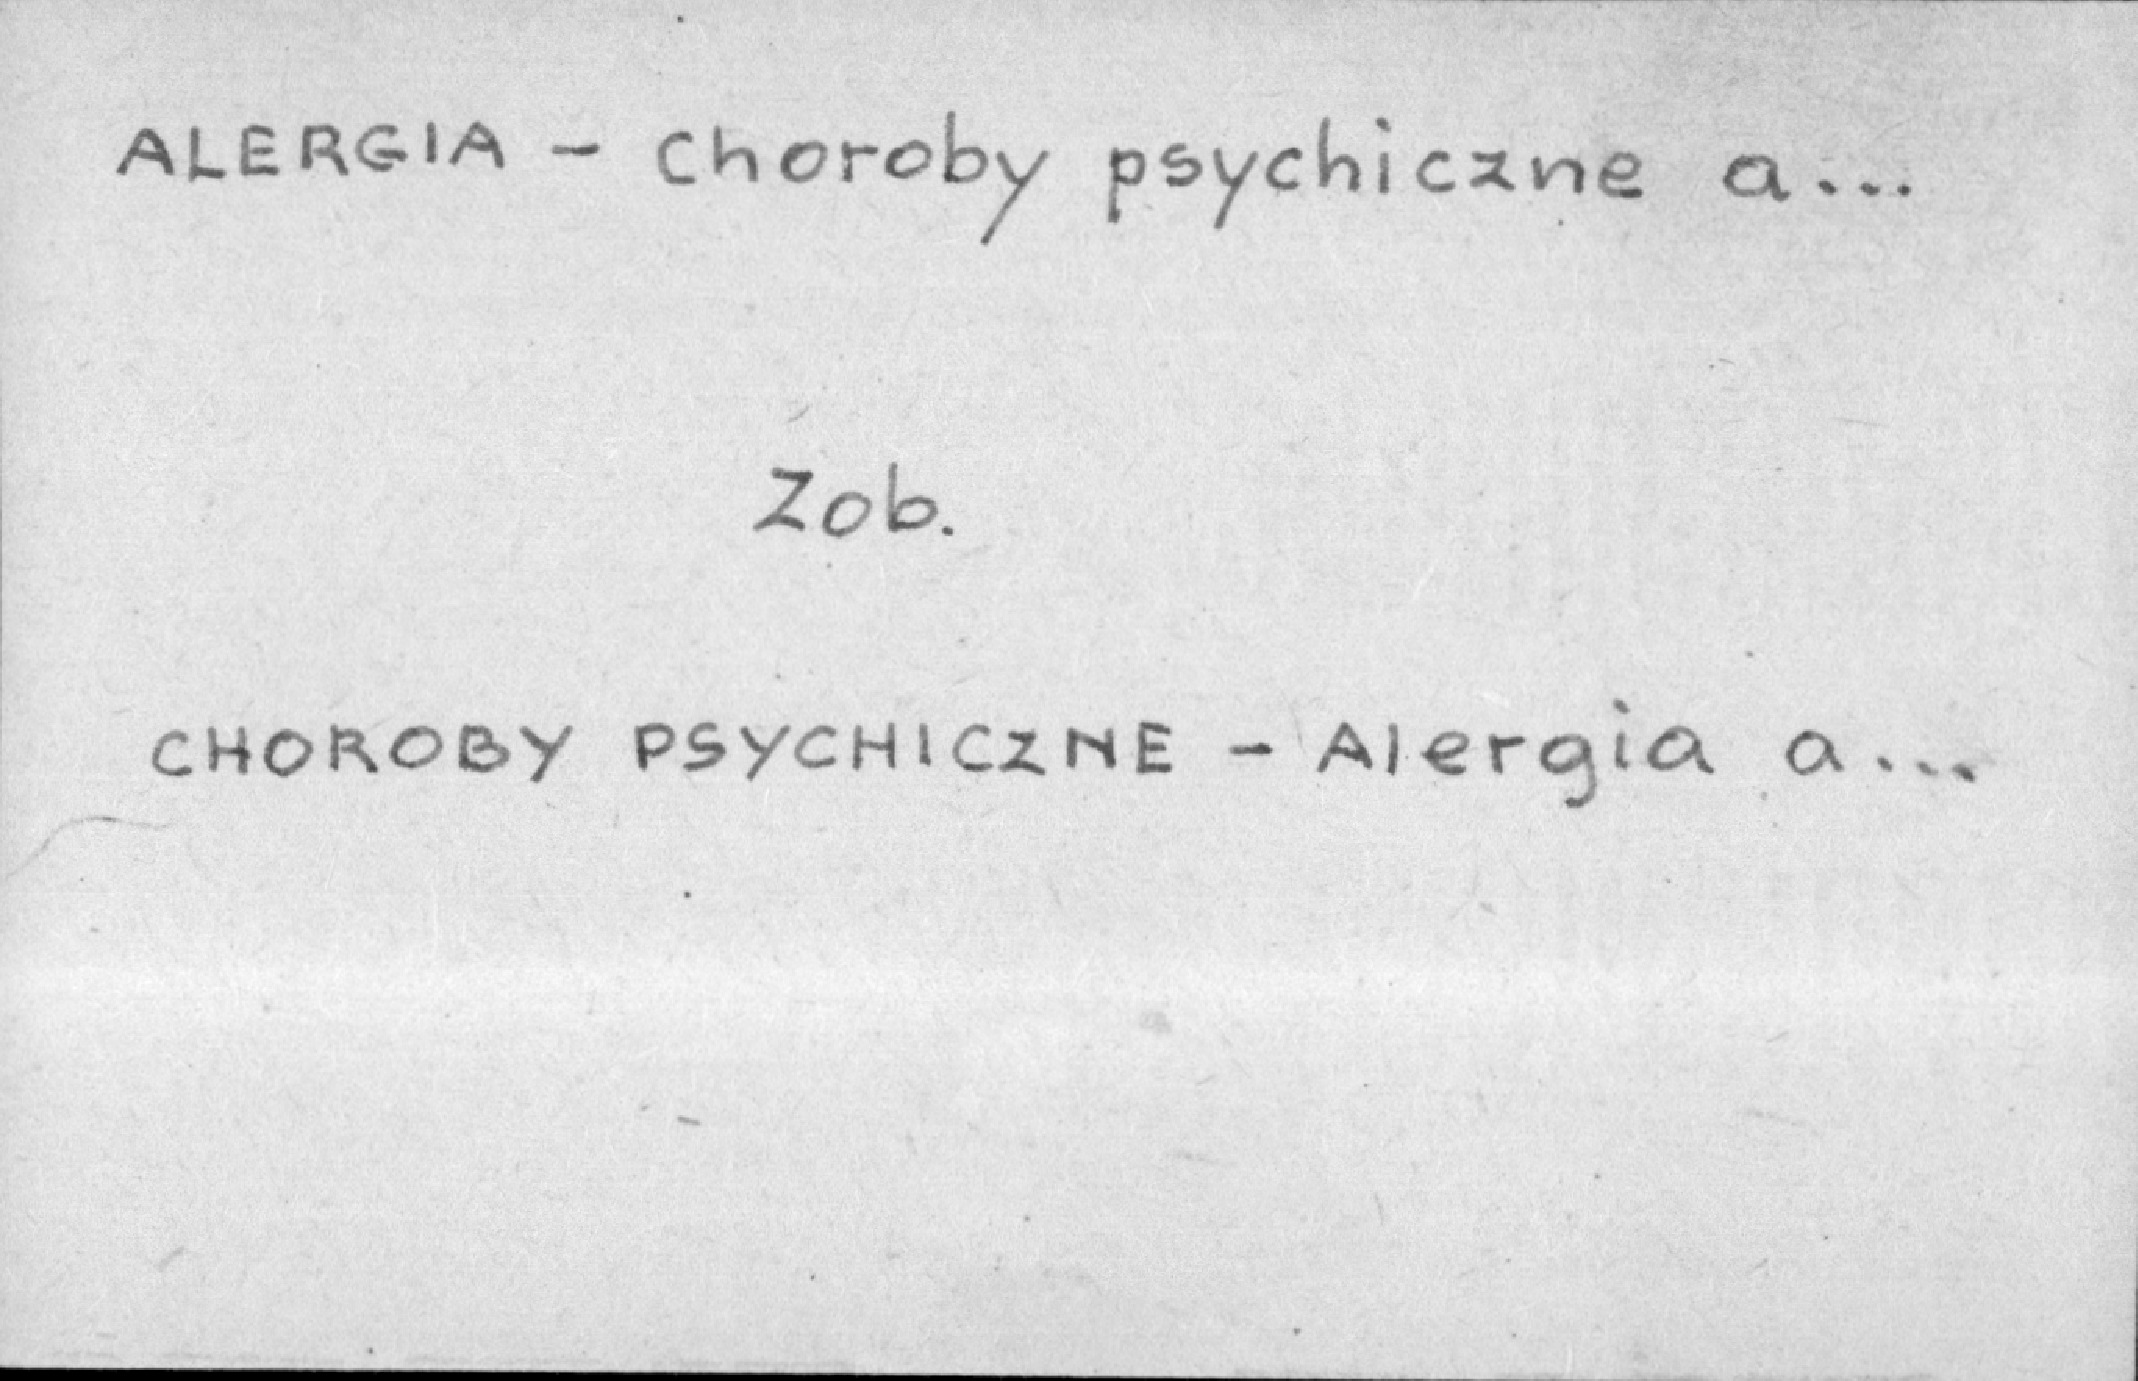 ALERGIA - Choroby psychiczne a...
Zob.
CHOROBY PSYCHICZNE - Alergia a...